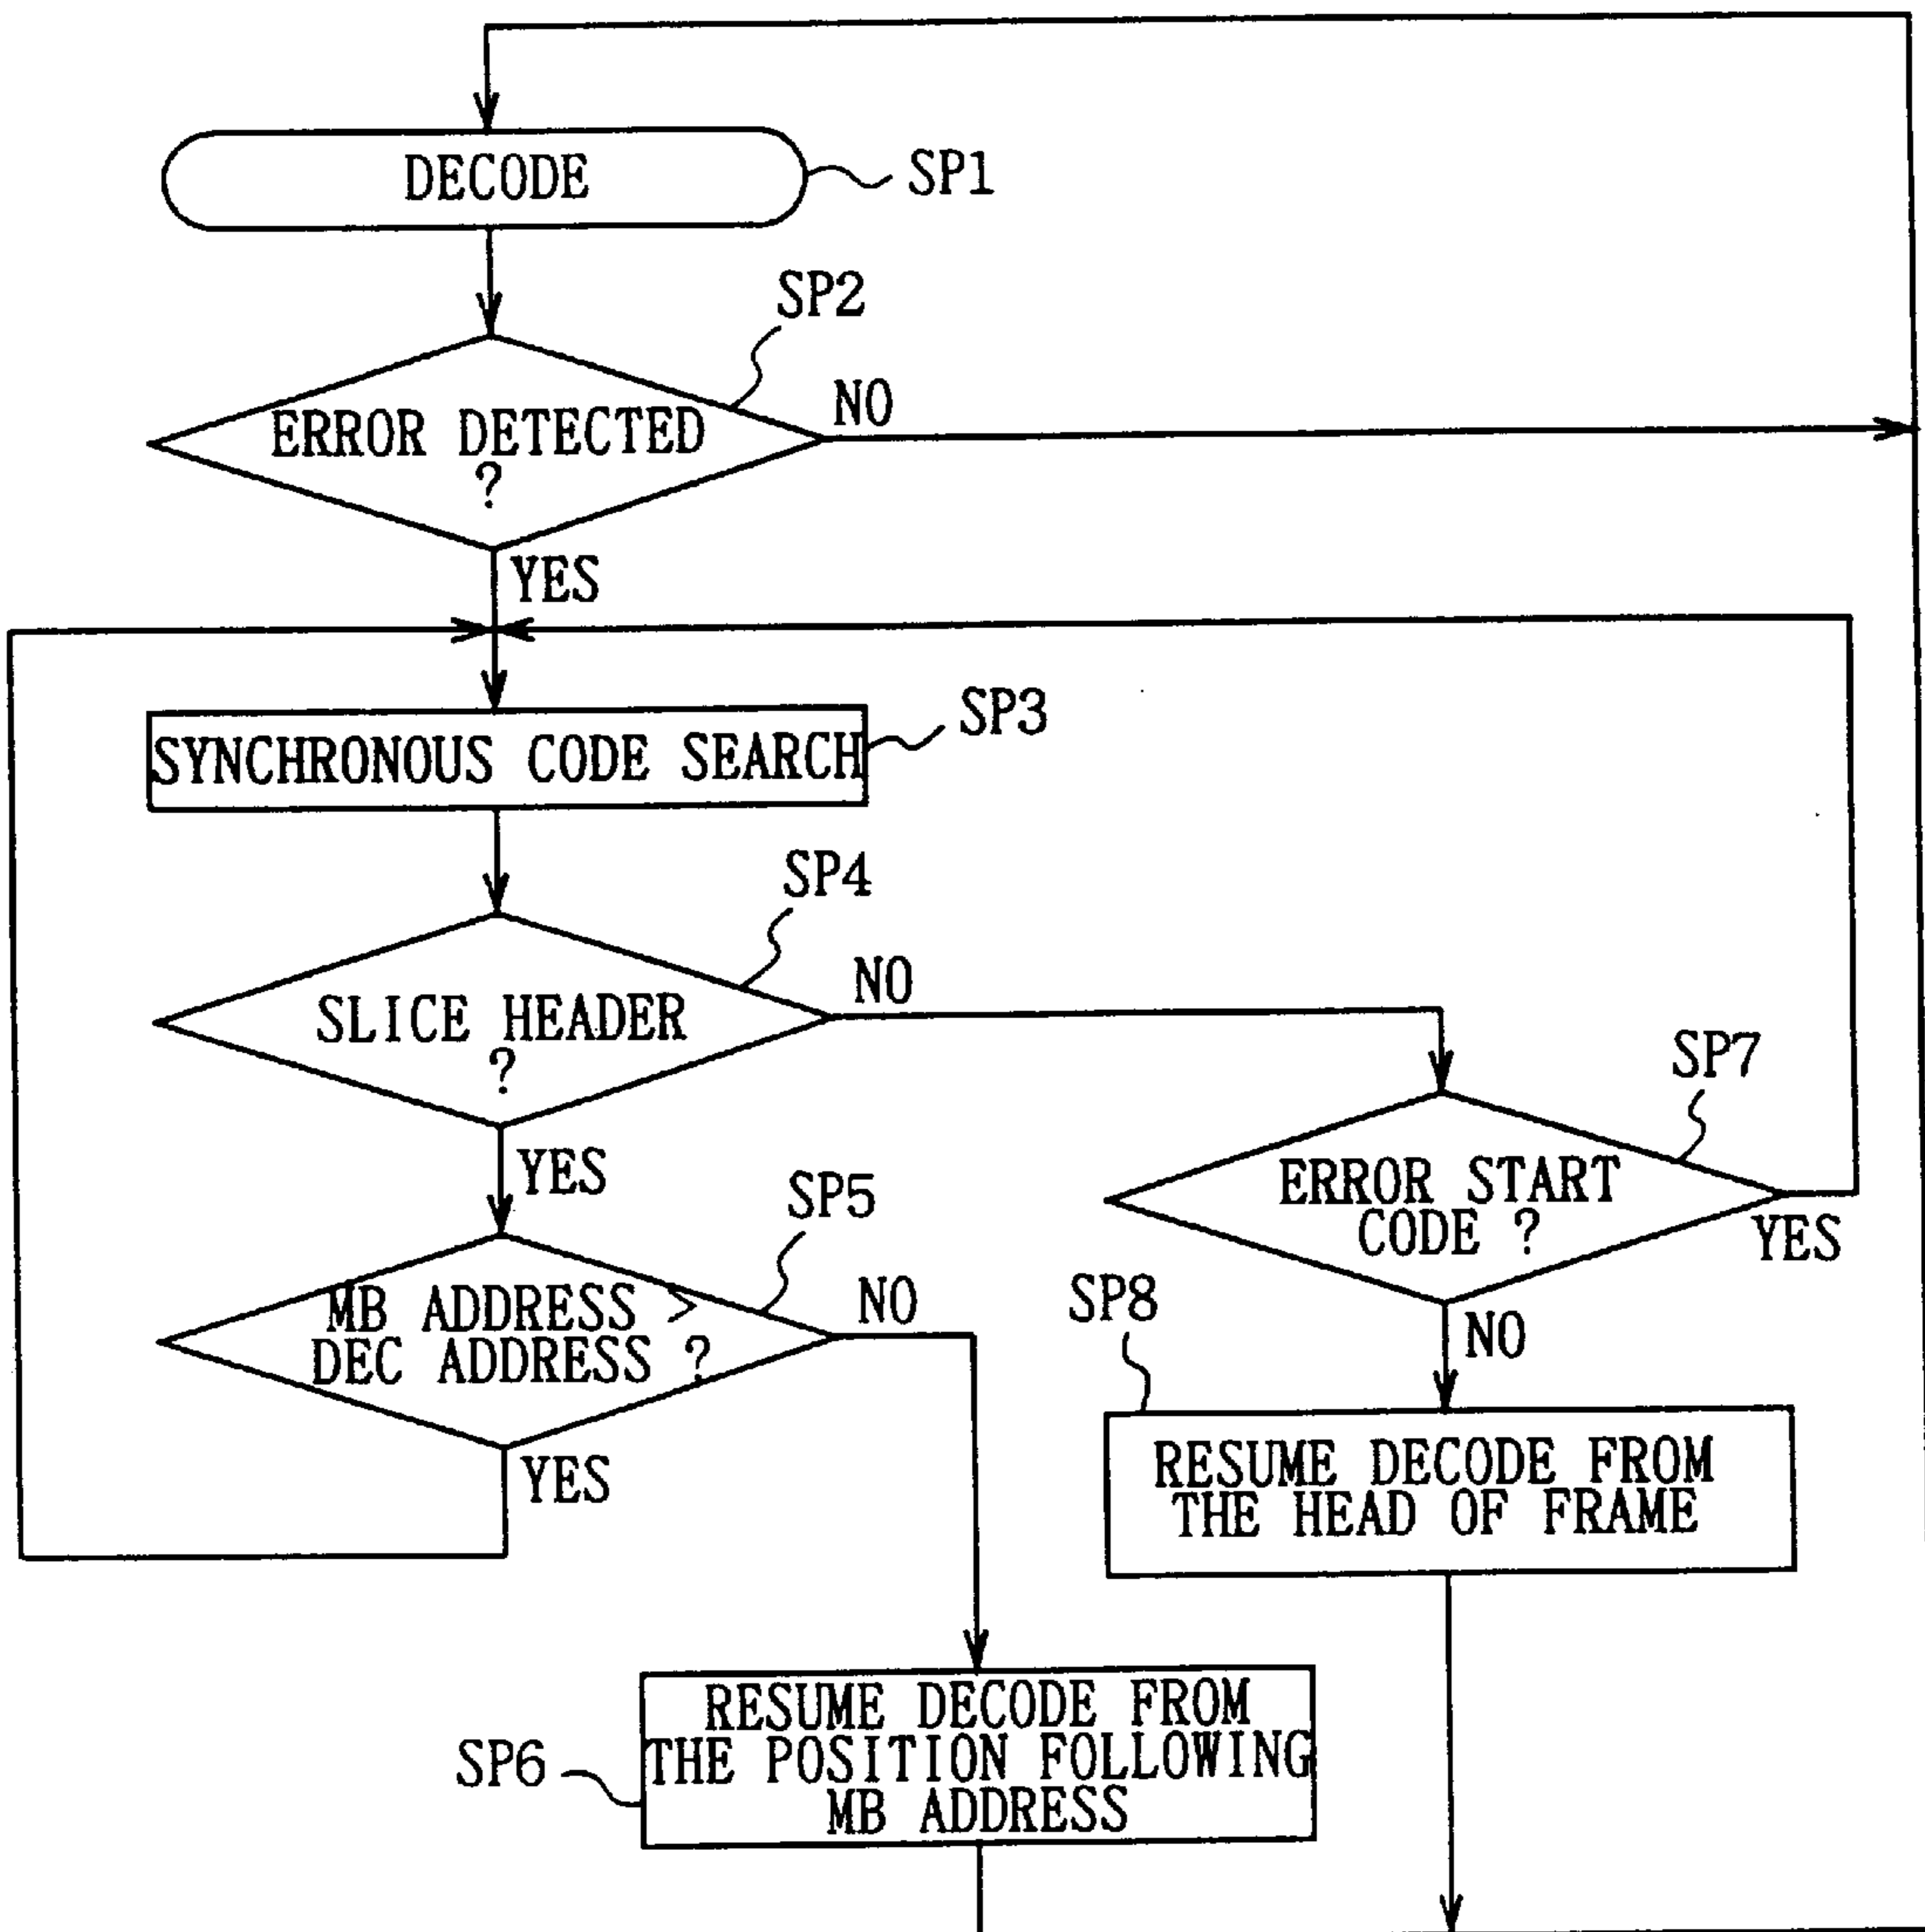 DECODE
SP1
SP2
ERROR DETECTED
?
NO
YES
SP3
SYNCHRONOUS CODE SEARCH
SP4
SLICE HEADER
?
NO
YES
SP7
ERROR START
CODE ?
YES
NO
SP5
MB ADDRESS >
DEC ADDRESS ?
NO
YES
SP8
RESUME DECODE FROM
THE HEAD OF FRAME
SP6
RESUME DECODE FROM
THE POSITION FOLLOWING
MB ADDRESS